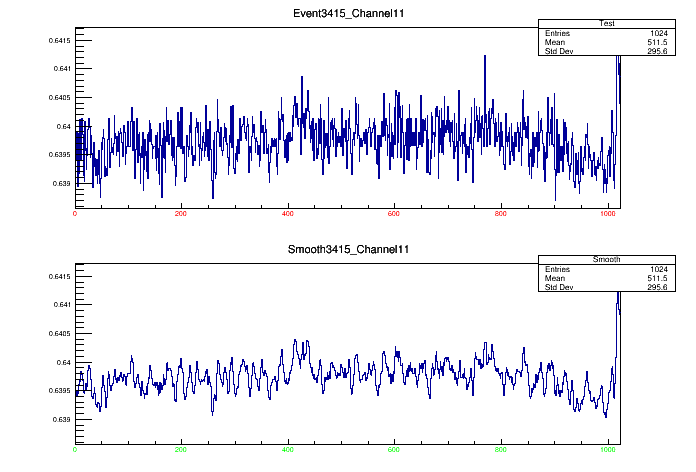 Event3415_Channel11
Test
Entries 1024
Mean 511.5
Std Dev 295.6
0.6415
0.641
0.6405
0.64
0.6395
0.639
0 200 400 600 800 1000
Smooth3415_Channel11
Smooth
Entries 1024
Mean 511.5
Std Dev 295.6
0.6415
0.641
0.6405
0.64
0.6395
0.639
0 200 400 600 800 1000